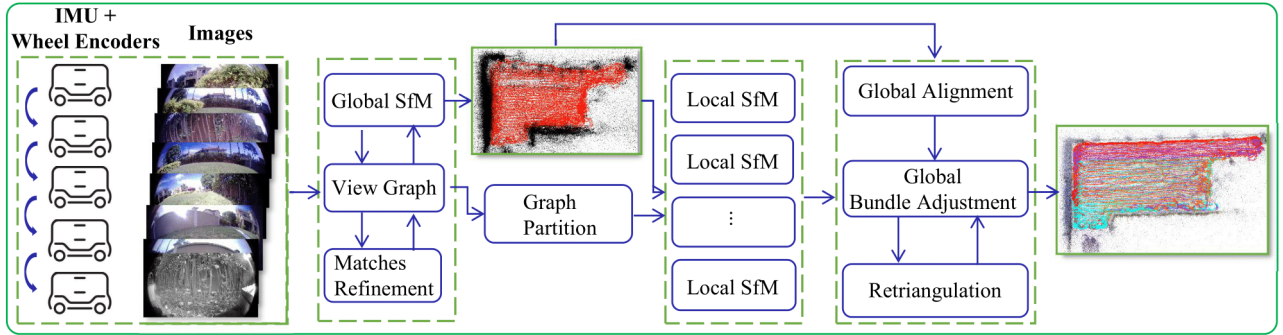 IMU +
Wheel Encoders
Images
Global SfM
View Graph
Matches
Refinement
Graph
Partition
Local SfM
Local SfM
...
Local SfM
Global Alignment
Global
Bundle Adjustment
Retriangulation